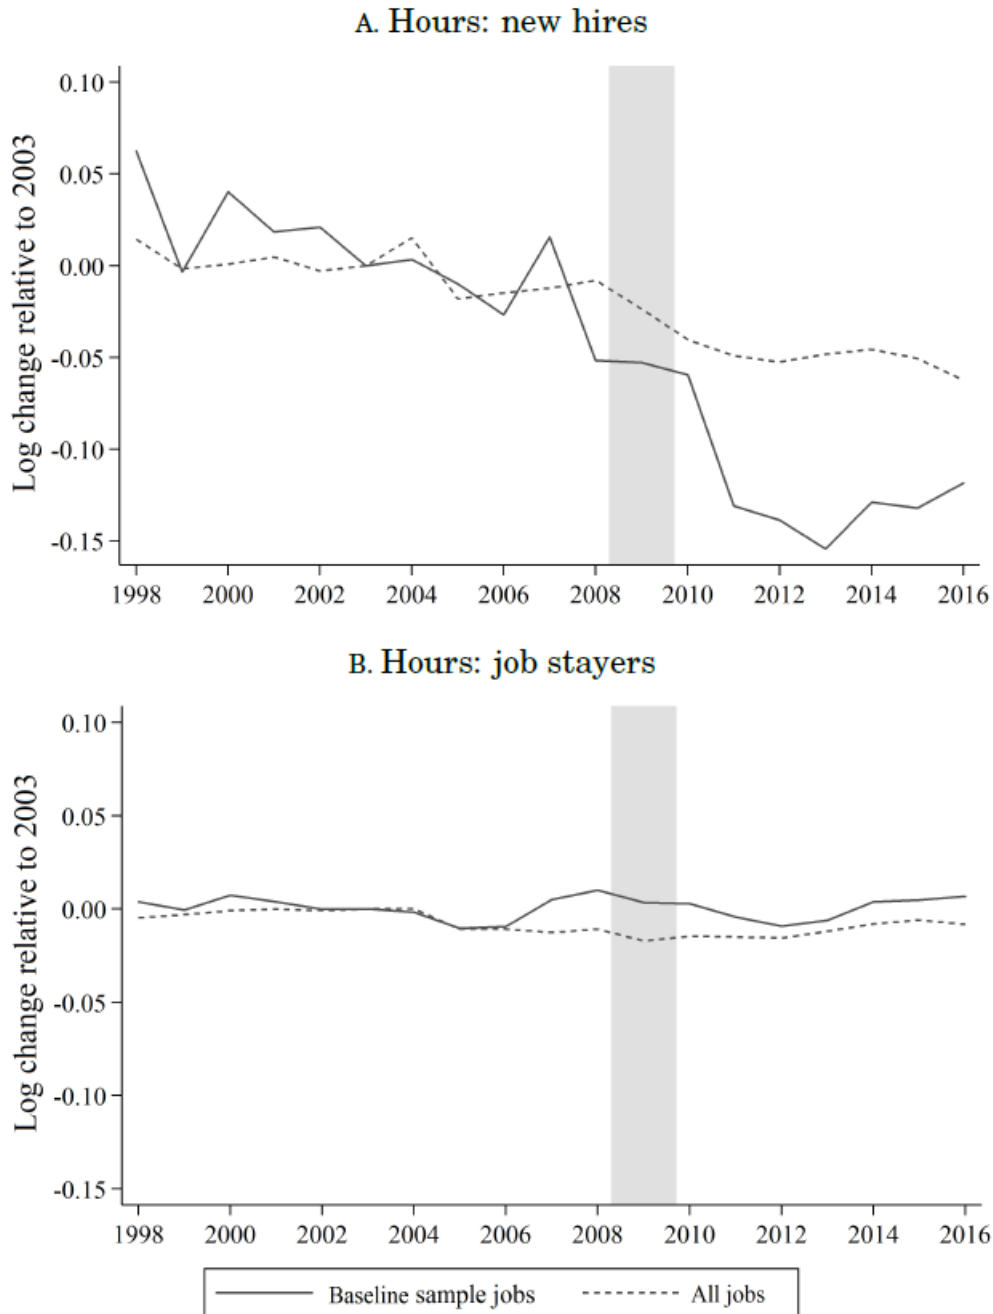 A. Hours: new hires
Log change relative to 2003
0.10
0.05
0.00
-0.05
-0.10
-0.15
1998 2000 2002 2004 2006 2008 2010 2012 2014 2016
B. Hours: job stayers
Log change relative to 2003
0.10
0.05
0.00
-0.05
-0.10
-0.15
1998 2000 2002 2004 2006 2008 2010 2012 2014 2016
Baseline sample jobs All jobs